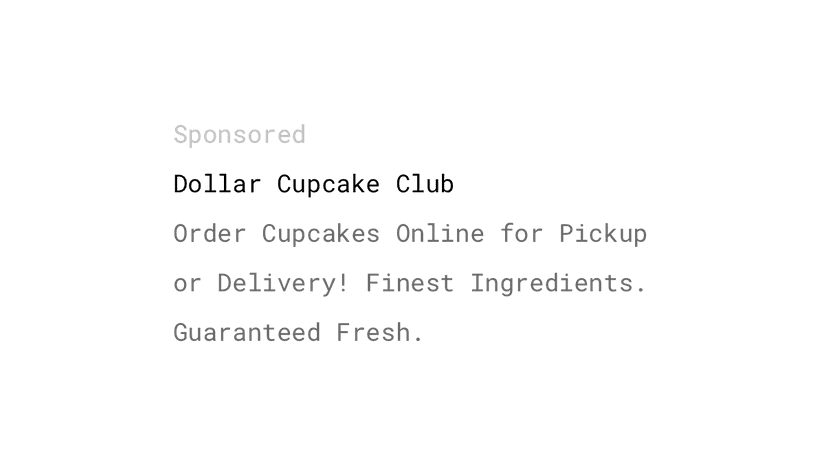 Sponsored
Dollar Cupcake Club
Order Cupcakes Online for Pickup
or Delivery! Finest Ingredients.
Guaranteed Fresh.